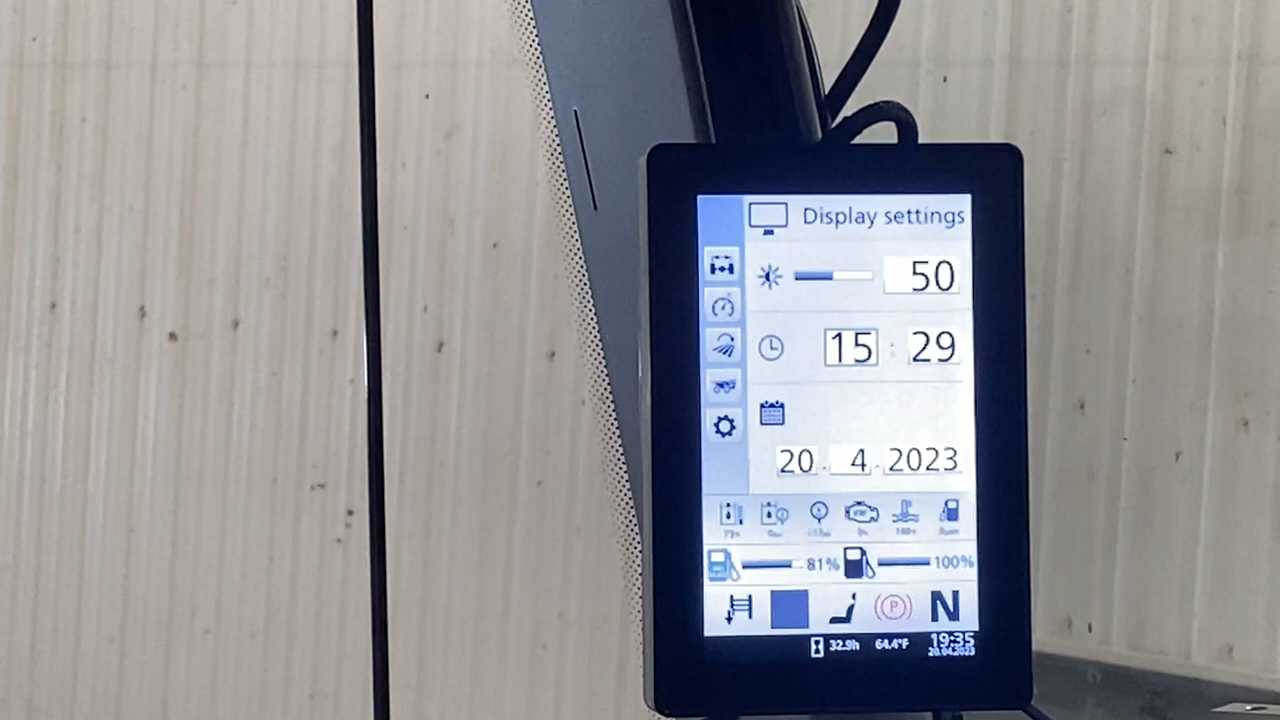 Display settings
50
15 : 29
20 . 4 . 2023
81% 100%
P N
32.9h 64.4°F 19:35
20.04.2023